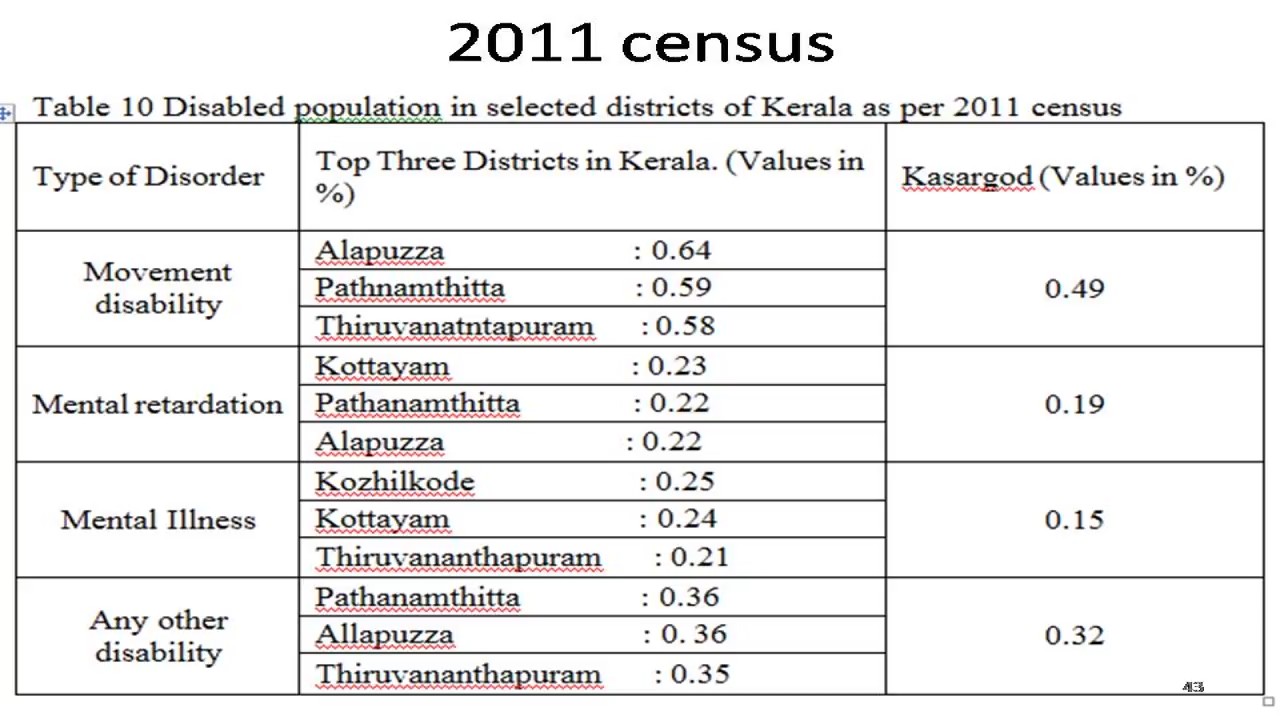 2011 census
Table 10 Disabled population in selected districts of Kerala as per 2011 census
Type of Disorder
Top Three Districts in Kerala. (Values in
%)
Kasargod (Values in %)
Movement
disability
Alapuzza : 0.64
Pathnamthitta : 0.59
Thiruvanatntapuram : 0.58
0.49
Mental retardation
Kottayam : 0.23
Pathanamthitta : 0.22
Alapuzza : 0.22
0.19
Mental Illness
Kozhilkode : 0.25
Kottayam : 0.24
Thiruvananthapuram : 0.21
0.15
Any other
disability
Pathanamthitta : 0.36
Allapuzza : 0. 36
Thiruvananthapuram : 0.35
0.32
43